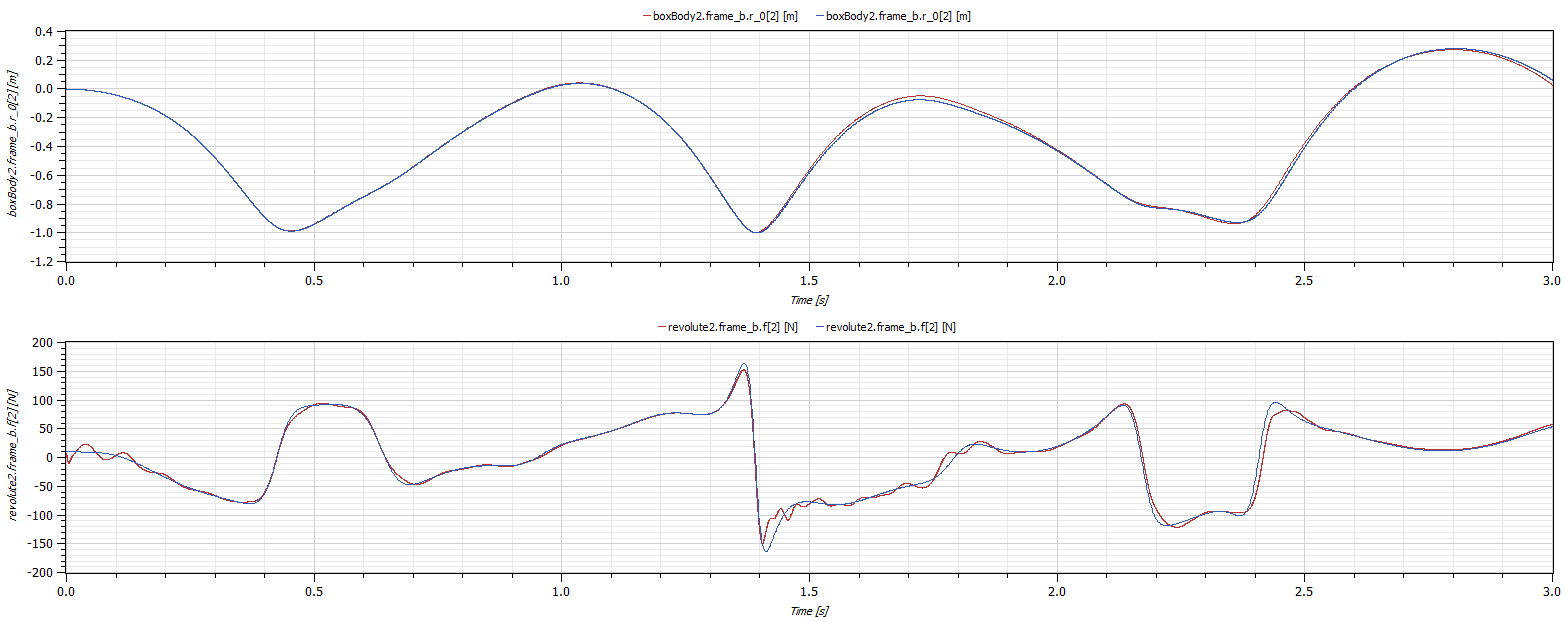 boxBody2.frame_b.r_0[2] [m] boxBody2.frame_b.r_0[2] [m]
boxBody2.frame_b.r_0[2] [m]
0.4
0.2
0.0
-0.2
-0.4
-0.6
-0.8
-1.0
-1.2
0.0 0.5 1.0 1.5 2.0 2.5 3.0
Time [s]
revolute2.frame_b.f[2] [N] revolute2.frame_b.f[2] [N]
revolute2.frame_b.f[2] [N]
200
150
100
50
0
-50
-100
-150
-200
0.0 0.5 1.0 1.5 2.0 2.5 3.0
Time [s]